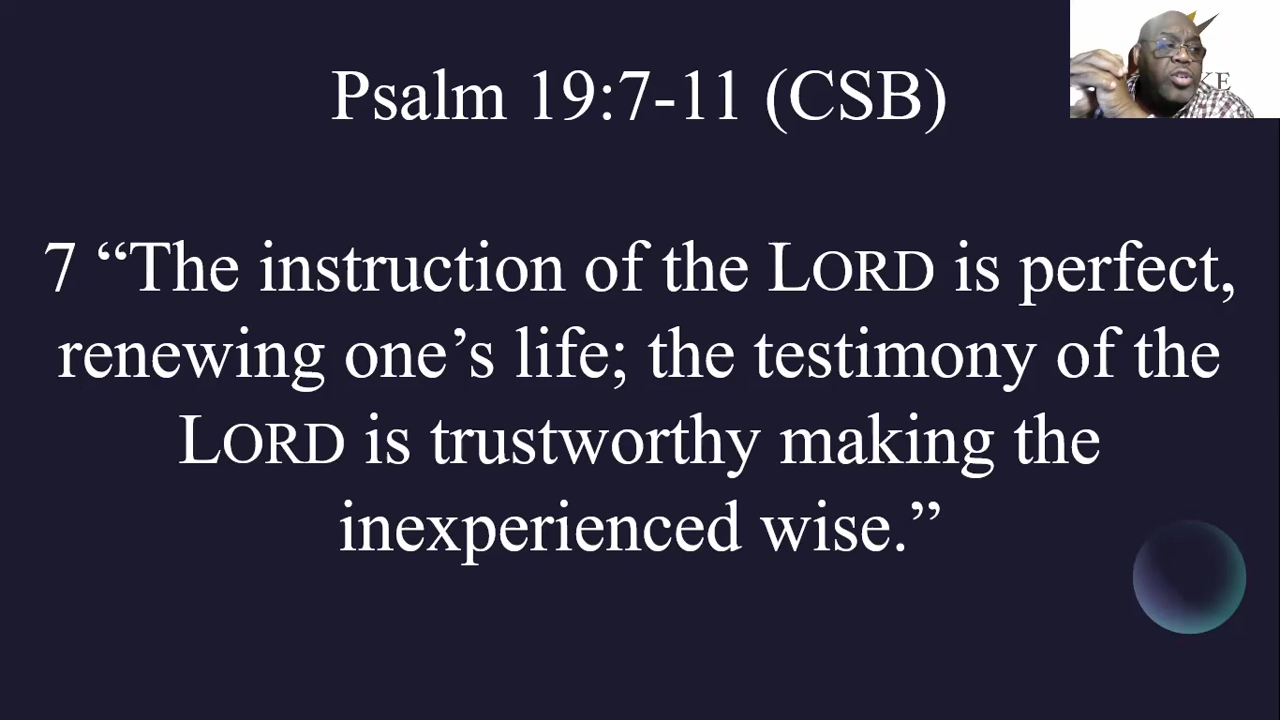 Psalm 19:7-11 (CSB)
KE
7 “The instruction of the LORD is perfect,
renewing one’s life; the testimony of the
LORD is trustworthy making the
inexperienced wise.”